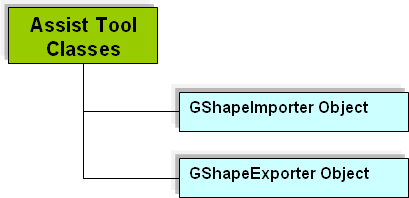 Assist Tool
Classes
GShapeImporter Object
GShapeExporter Object